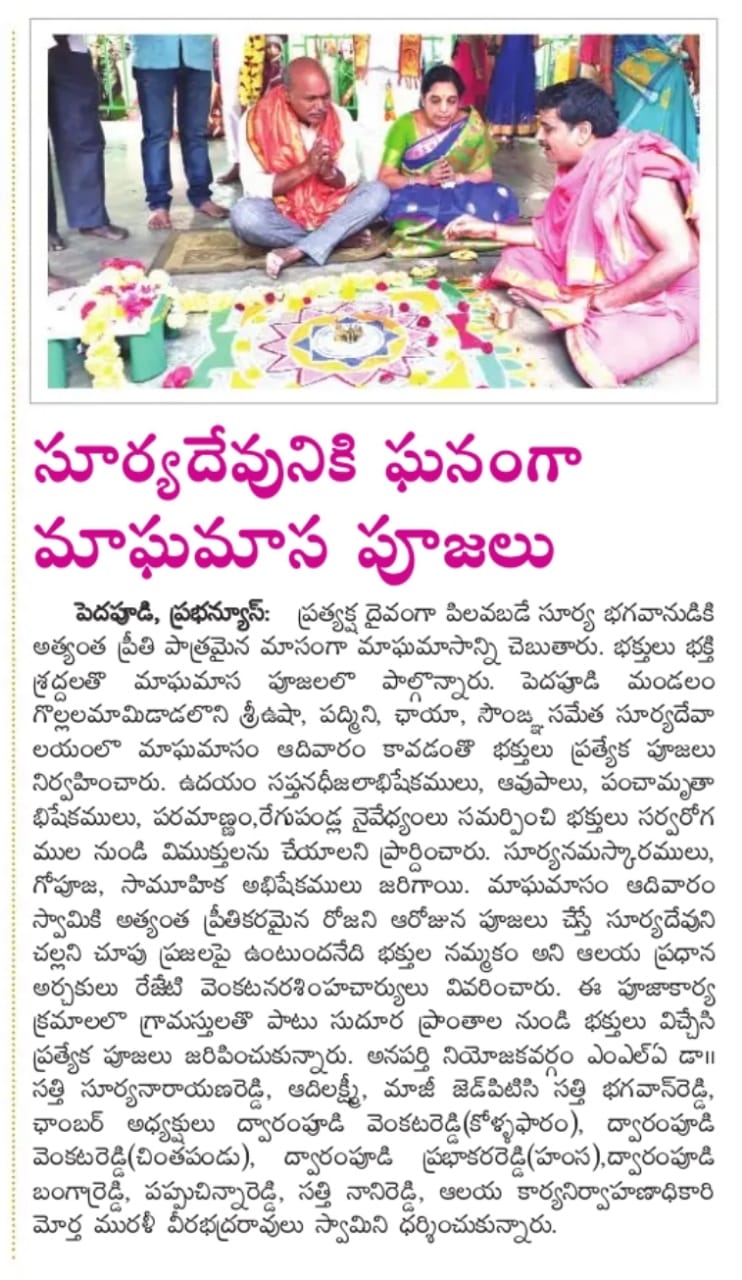 సూర్యదేవునికి ఘనంగా
మాఘమాస పూజలు
పెదపూడి, ప్రభన్యూస్: ప్రత్యక్ష దైవంగా పిలవబడే సూర్య భగవానుడికి
అత్యంత ప్రీతి పాత్రమైన మాసంగా మాఘమాసాన్ని చెబుతారు. భక్తులు భక్తి
శ్రద్దలతొ మాఘమాస పూజలలొ పాల్గొన్నారు. పెదపూడి మండలం
గొల్లలమామిడాడలొని శ్రీఉషా, పద్మిని, ఛాయా, సౌంజ్ఞ సమేత సూర్యదేవా
లయంలొ మాఘమాసం ఆదివారం కావడంతొ భక్తులు ప్రత్యేక పూజలు
నిర్వహించారు. ఉదయం సప్తనధీజలాభిషేకములు, ఆవుపాలు, పంచామృతా
భిషేకములు, పరమాణ్ణం,రేగుపండ్ల నైవేధ్యంలు సమర్పించి భక్తులు సర్వరోగ
ముల నుండి విముక్తులను చేయాలని ప్రార్దించారు. సూర్యనమస్కారములు,
గోపూజ, సామూహిక అభిషేకములు జరిగాయి. మాఘమాసం ఆదివారం
స్వామికి అత్యంత ప్రీతికరమైన రోజని ఆరోజున పూజలు చేస్తే సూర్యదేవుని
చల్లని చూపు ప్రజలపై ఉంటుందనేది భక్తుల నమ్మకం అని ఆలయ ప్రధాన
అర్చకులు రేజేటి వెంకటనరశింహచార్యులు వివరించారు. ఈ పూజాకార్య
క్రమాలలొ గ్రామస్తులతొ పాటు సుదూర ప్రాంతాల నుండి భక్తులు విచ్చేసి
ప్రత్యేక పూజలు జరిపించుకున్నారు. అనపర్తి నియోజకవర్గం ఎంఎల్ఏ డా॥
సత్తి సూర్యనారాయణరెడ్డి, ఆదిలక్ష్మీ, మాజీ జెడ్‌పిటిసి సత్తి భగవాన్‌రెడ్డి,
ఛాంబర్ అధ్యక్షులు ద్వారంపూడి వెంకటరెడ్డి(కోళ్ళఫారం), ద్వారంపూడి
వెంకటరెడ్డి(చింతపండు), ద్వారంపూడి ప్రభాకరరెడ్డి(హంస),ద్వారంపూడి
బంగార్రెడ్డి, పప్పుచిన్నారెడ్డి, సత్తి నానిరెడ్డి, ఆలయ కార్యనిర్వాహణాధికారి
మోర్త మురళీ వీరభద్రరావులు స్వామిని ధర్శించుకున్నారు.